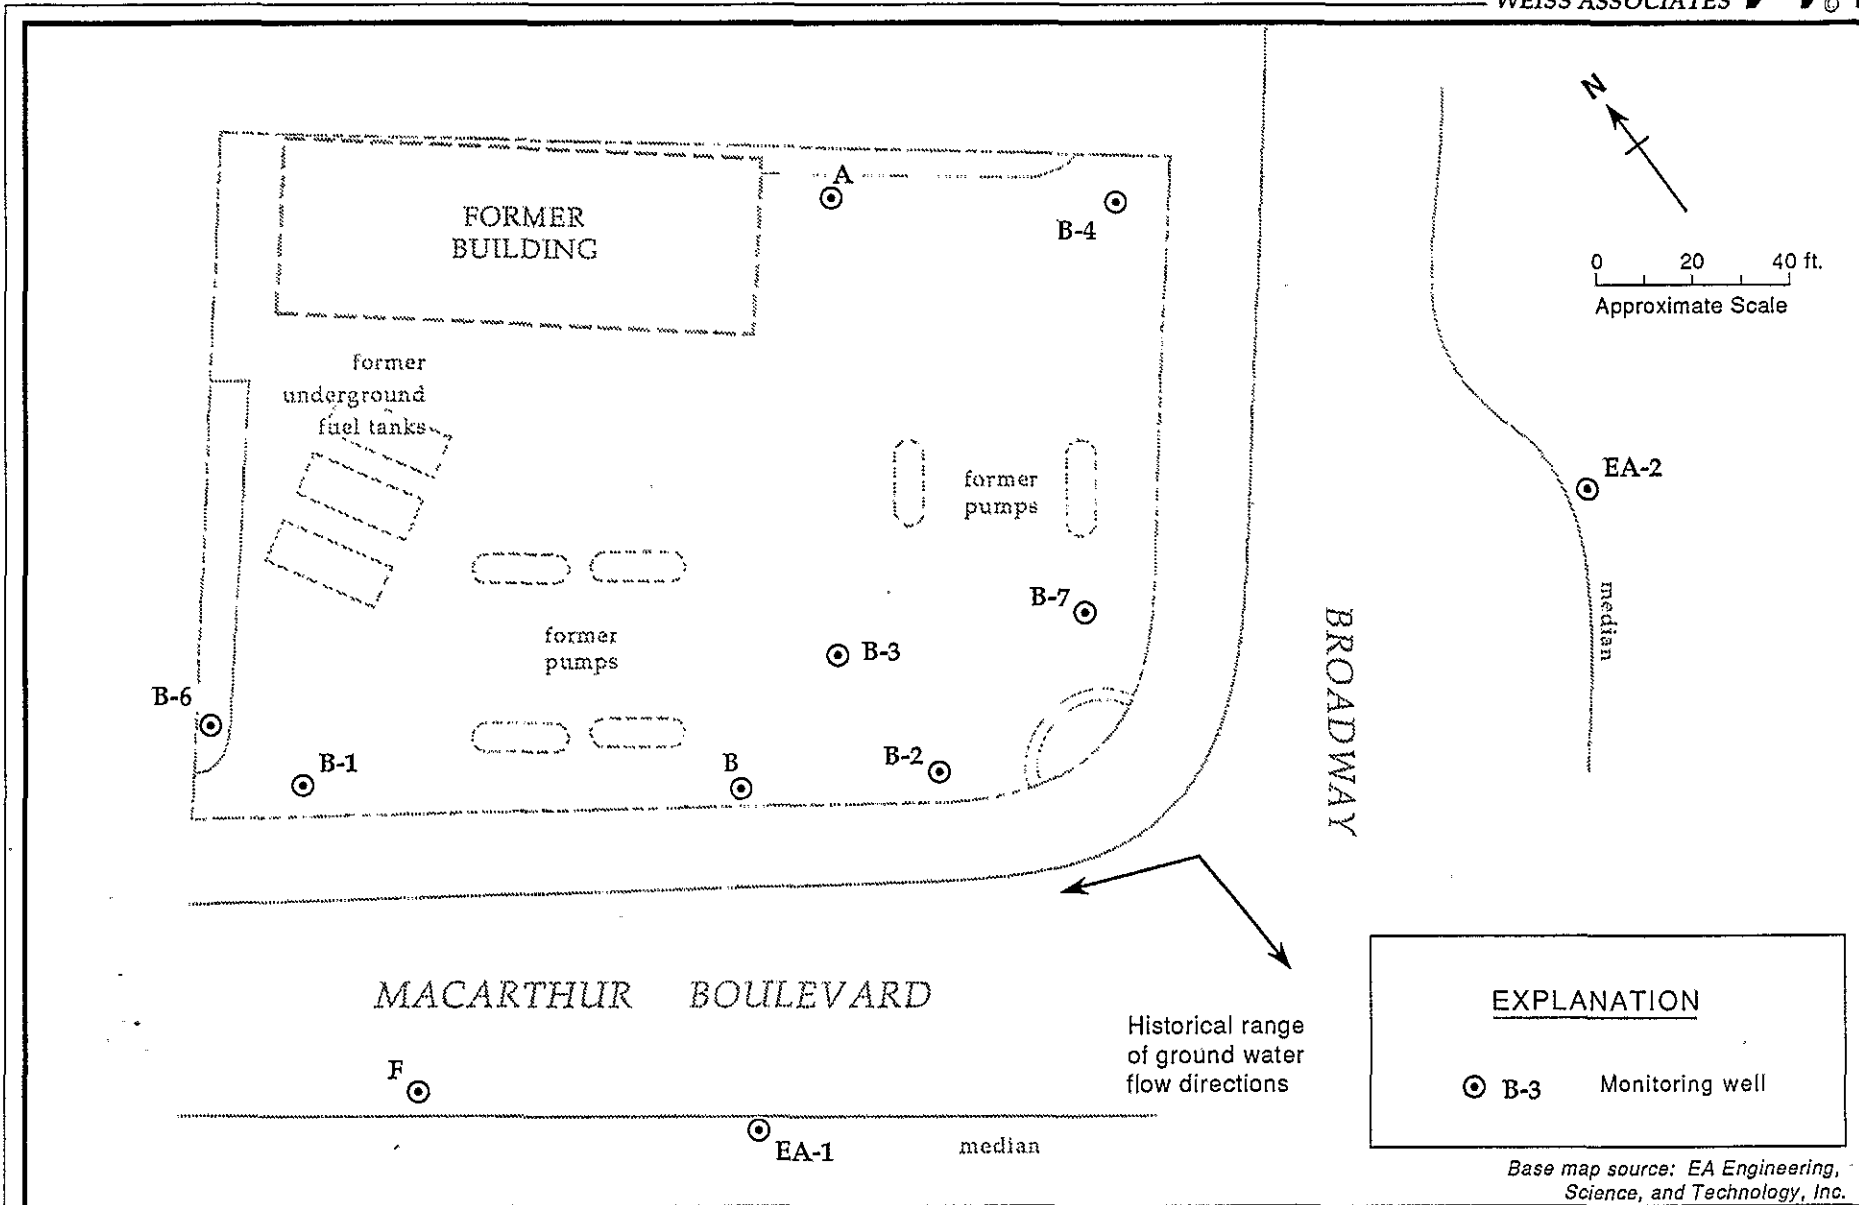 WEISS ASSOCIATES
©
N
A
B-4
FORMER
BUILDING
0 20 40 ft.
Approximate Scale
former
underground
fuel tanks
former
pumps
EA-2
B-7
B-3
former
pumps
median
BROADWAY
B-6
B-1
B
B-2
MACARTHUR BOULEVARD
Historical range
of ground water
flow directions
EXPLANATION
B-3 Monitoring well
F
EA-1
median
Base map source: EA Engineering,
Science, and Technology, Inc.